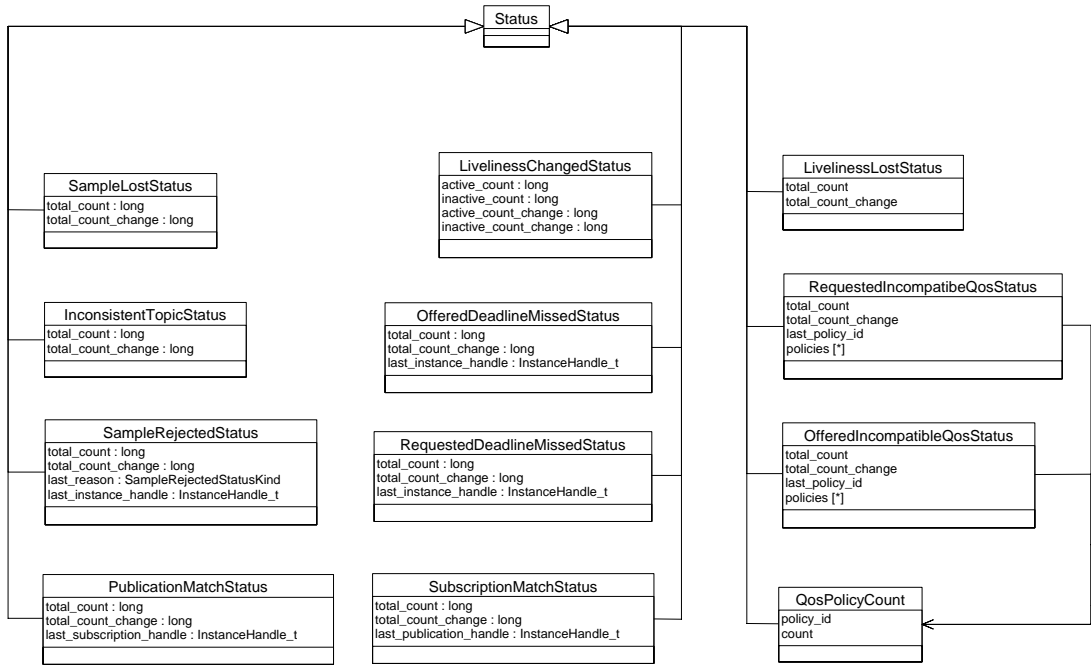 Status
SampleLostStatus
total_count : long
total_count_change : long
InconsistentTopicStatus
total_count : long
total_count_change : long
SampleRejectedStatus
total_count : long
total_count_change : long
last_reason : SampleRejectedStatusKind
last_instance_handle : InstanceHandle_t
PublicationMatchStatus
total_count : long
total_count_change : long
last_subscription_handle : InstanceHandle_t
LivelinessChangedStatus
active_count : long
inactive_count : long
active_count_change : long
inactive_count_change : long
OfferedDeadlineMissedStatus
total_count : long
total_count_change : long
last_instance_handle : InstanceHandle_t
RequestedDeadlineMissedStatus
total_count : long
total_count_change : long
last_instance_handle : InstanceHandle_t
SubscriptionMatchStatus
total_count : long
total_count_change : long
last_publication_handle : InstanceHandle_t
LivelinessLostStatus
total_count
total_count_change
RequestedIncompatibeQosStatus
total_count
total_count_change
last_policy_id
policies [*]
OfferedIncompatibleQosStatus
total_count
total_count_change
last_policy_id
policies [*]
QosPolicyCount
policy_id
count